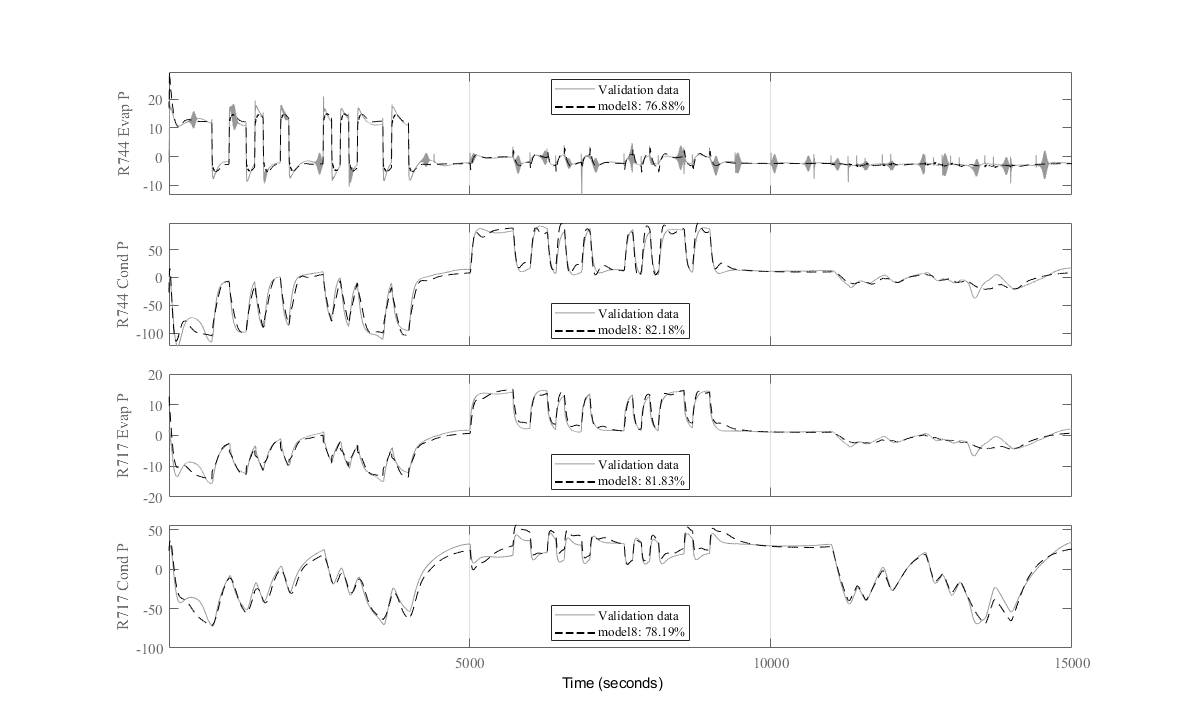 R744 Evap P
20
10
0
-10
Validation data
model8: 76.88%
R744 Cond P
50
0
-50
-100
Validation data
model8: 82.18%
R717 Evap P
20
10
0
-10
-20
Validation data
model8: 81.83%
R717 Cond P
50
0
-50
-100
Validation data
model8: 78.19%
5000 10000 15000
Time (seconds)